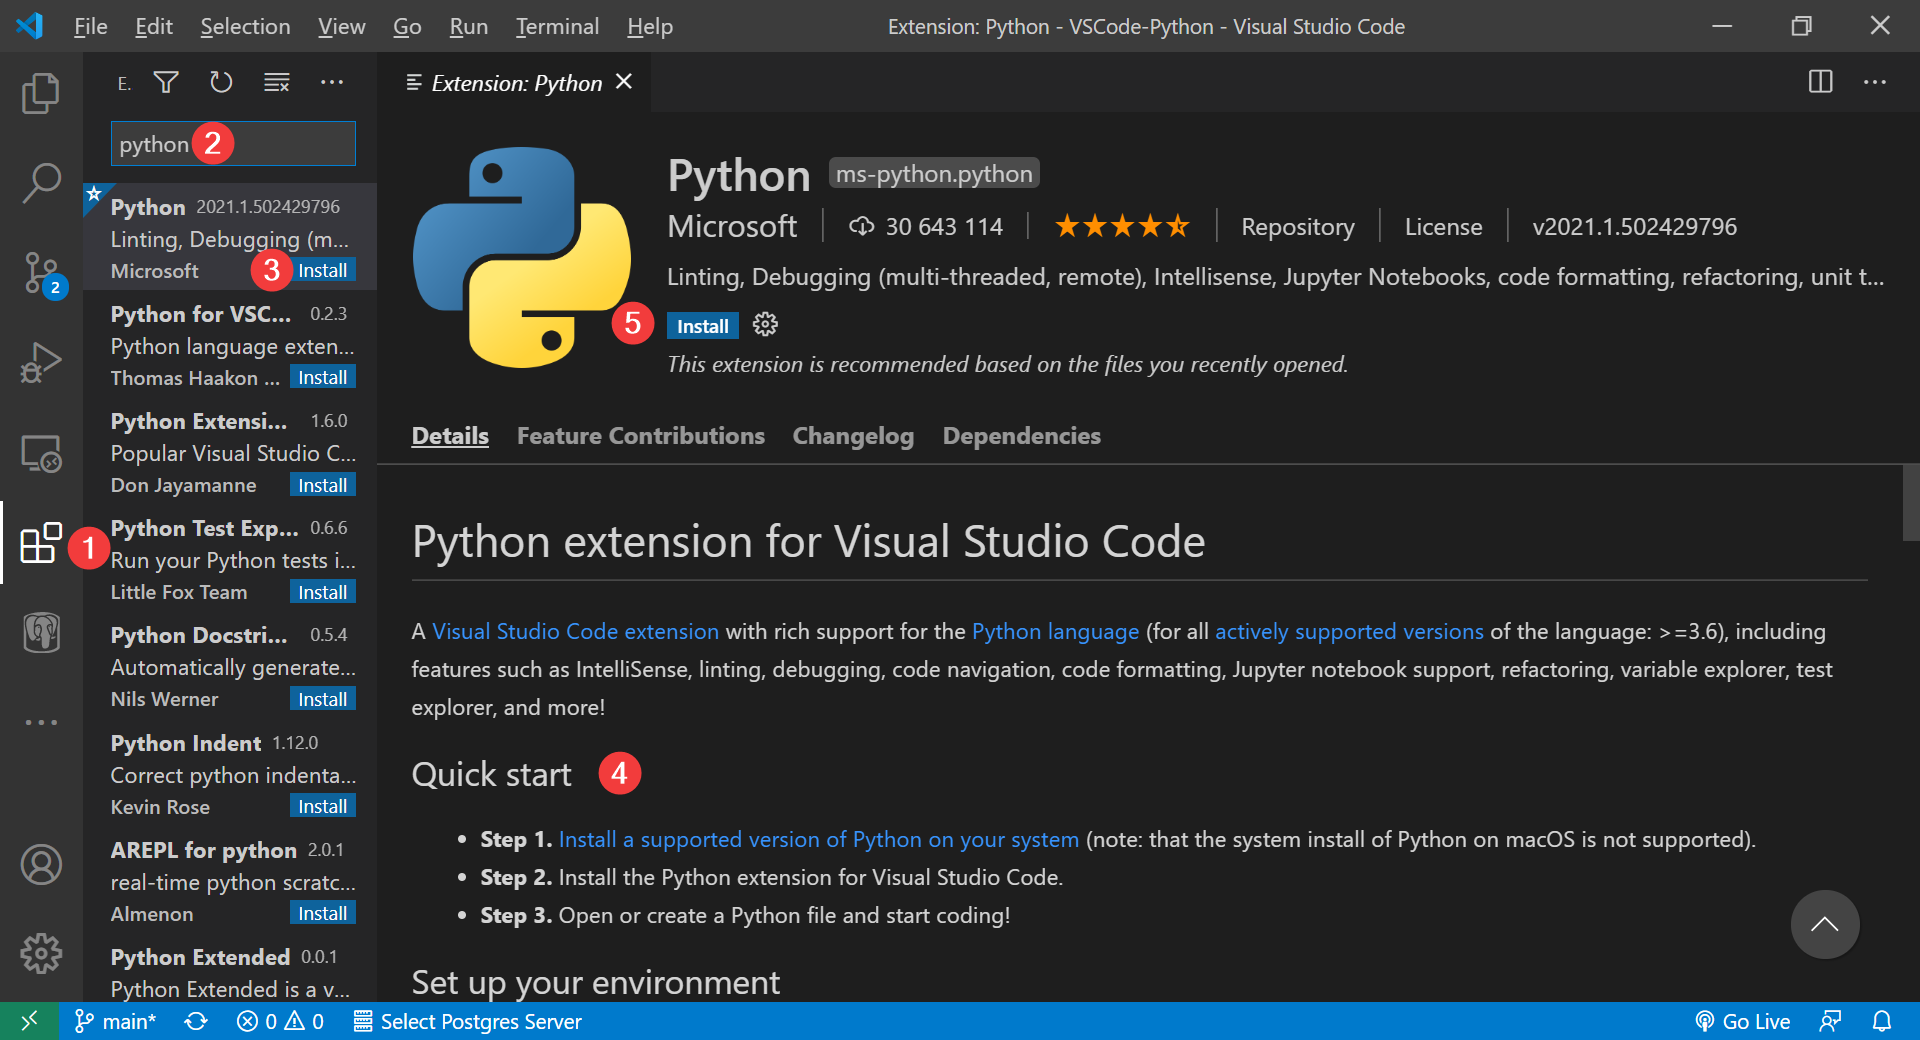 File Edit Selection View Go Run Terminal Help
Extension: Python - VSCode-Python - Visual Studio Code
E.
python 2
Python 2021.1.502429796
Linting, Debugging (m...
Microsoft 3 Install
Python for VSC... 0.2.3
Python language exten...
Thomas Haakon ... Install
Python Extensi... 1.6.0
Popular Visual Studio C...
Don Jayamanne Install
1
Python Test Exp... 0.6.6
Run your Python tests i...
Little Fox Team Install
Python Docstri... 0.5.4
Automatically generate...
Nils Werner Install
Python Indent 1.12.0
Correct python indenta...
Kevin Rose Install
AREPL for python 2.0.1
real-time python scratc...
Almenon Install
Python Extended 0.0.1
Python Extended is a v...
2
Extension: Python
Python ms-python.python
Microsoft 30 643 114 Repository License v2021.1.502429796
Linting, Debugging (multi-threaded, remote), Intellisense, Jupyter Notebooks, code formatting, refactoring, unit t...
5 Install
This extension is recommended based on the files you recently opened.
Details Feature Contributions Changelog Dependencies
Python extension for Visual Studio Code
A Visual Studio Code extension with rich support for the Python language (for all actively supported versions of the language: >=3.6), including
features such as IntelliSense, linting, debugging, code navigation, code formatting, Jupyter notebook support, refactoring, variable explorer, test
explorer, and more!
Quick start 4
• Step 1. Install a supported version of Python on your system (note: that the system install of Python on macOS is not supported).
• Step 2. Install the Python extension for Visual Studio Code.
• Step 3. Open or create a Python file and start coding!
Set up your environment
main* 0 0 Select Postgres Server Go Live